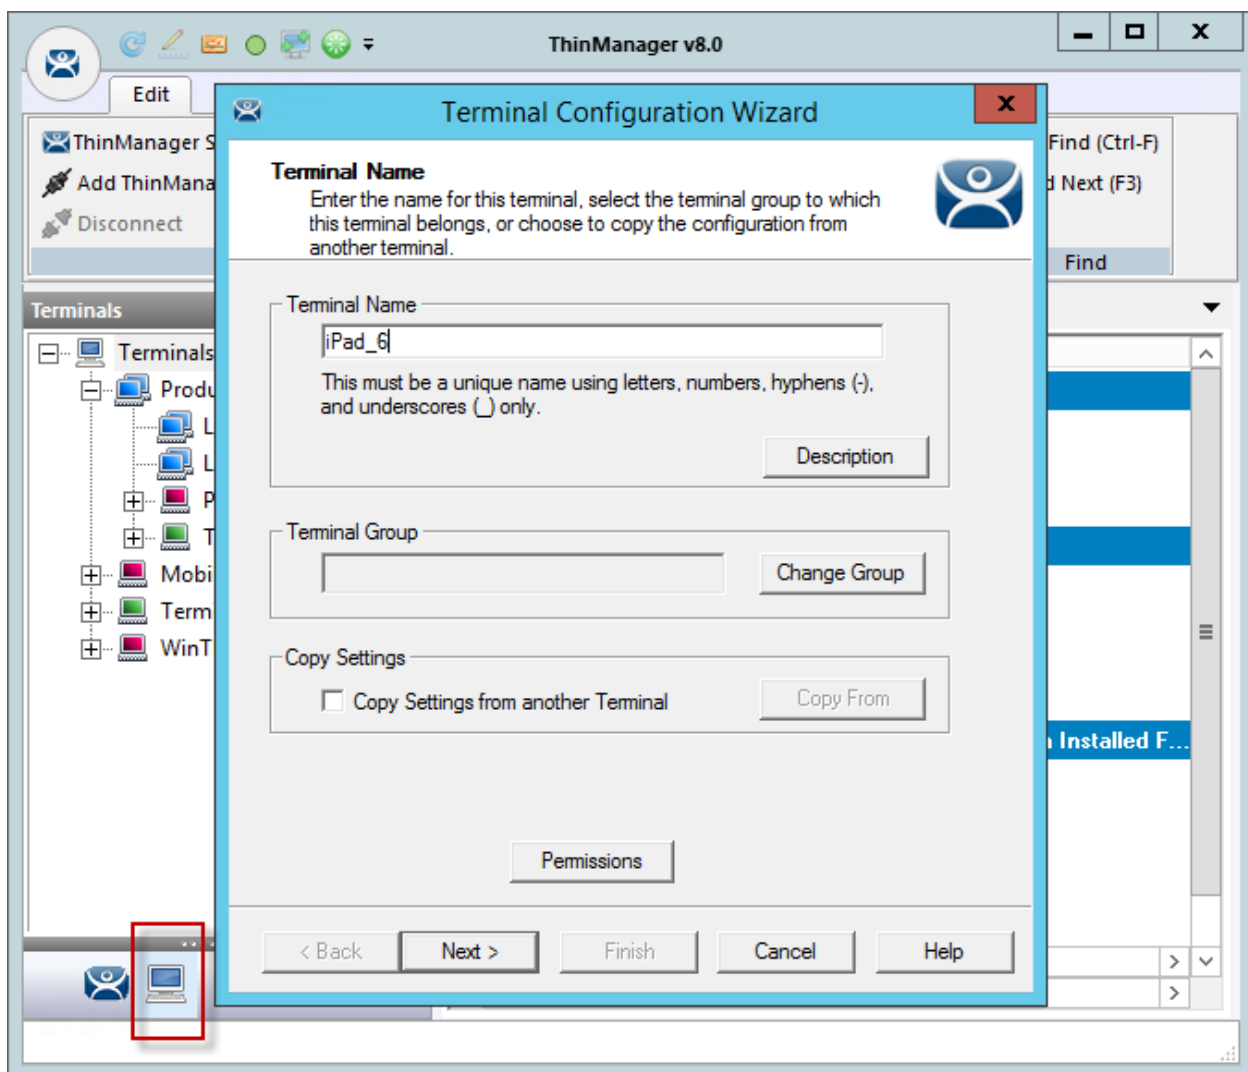 ThinManager v8.0
Edit
ThinManager S
Add ThinMana
Disconnect
Find (Ctrl-F)
d Next (F3)
Find
Terminal Configuration Wizard
Terminal Name
Enter the name for this terminal, select the terminal group to which
this terminal belongs, or choose to copy the configuration from
another terminal.
Terminals
Terminals
Produ
L
L
P
T
Mobi
Term
WinT
Terminal Name
iPad_6
This must be a unique name using letters, numbers, hyphens (-),
and underscores (_) only.
Description
Terminal Group
Change Group
Copy Settings
Copy Settings from another Terminal
Copy From
Installed F...
Permissions
< Back
Next >
Finish
Cancel
Help